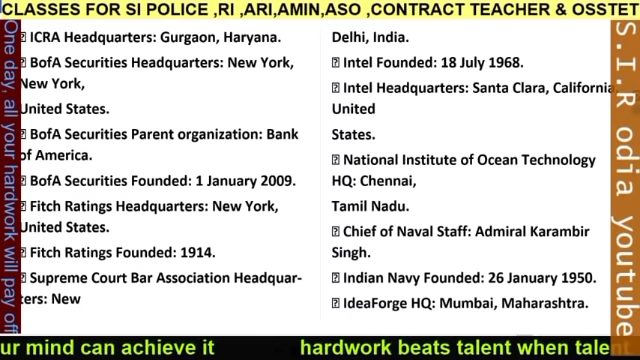 CLASSES FOR SI POLICE ,RI ,ARI,AMIN,ASO ,CONTRACT TEACHER & OSSTET
One day, all your hardwork will pay off
ICRA Headquarters: Gurgaon, Haryana.
BofA Securities Headquarters: New York,
New York,
United States.
BofA Securities Parent organization: Bank
of America.
BofA Securities Founded: 1 January 2009.
Fitch Ratings Headquarters: New York,
United States.
Fitch Ratings Founded: 1914.
Supreme Court Bar Association Headquar-
ters: New
Delhi, India.
Intel Founded: 18 July 1968.
Intel Headquarters: Santa Clara, California,
United
States.
National Institute of Ocean Technology
HQ: Chennai,
Tamil Nadu.
Chief of Naval Staff: Admiral Karambir
Singh.
Indian Navy Founded: 26 January 1950.
IdeaForge HQ: Mumbai, Maharashtra.
S.I.R odia youtube
ur mind can achieve it hardwork beats talent when talent